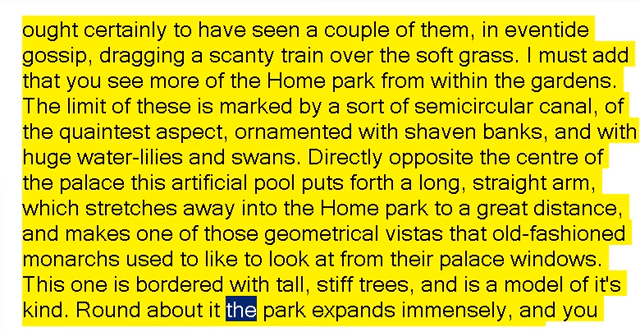 ought certainly to have seen a couple of them, in eventide
gossip, dragging a scanty train over the soft grass. I must add
that you see more of the Home park from within the gardens.
The limit of these is marked by a sort of semicircular canal, of
the quaintest aspect, ornamented with shaven banks, and with
huge water-lilies and swans. Directly opposite the centre of
the palace this artificial pool puts forth a long, straight arm,
which stretches away into the Home park to a great distance,
and makes one of those geometrical vistas that old-fashioned
monarchs used to like to look at from their palace windows.
This one is bordered with tall, stiff trees, and is a model of it's
kind. Round about it the park expands immensely, and you